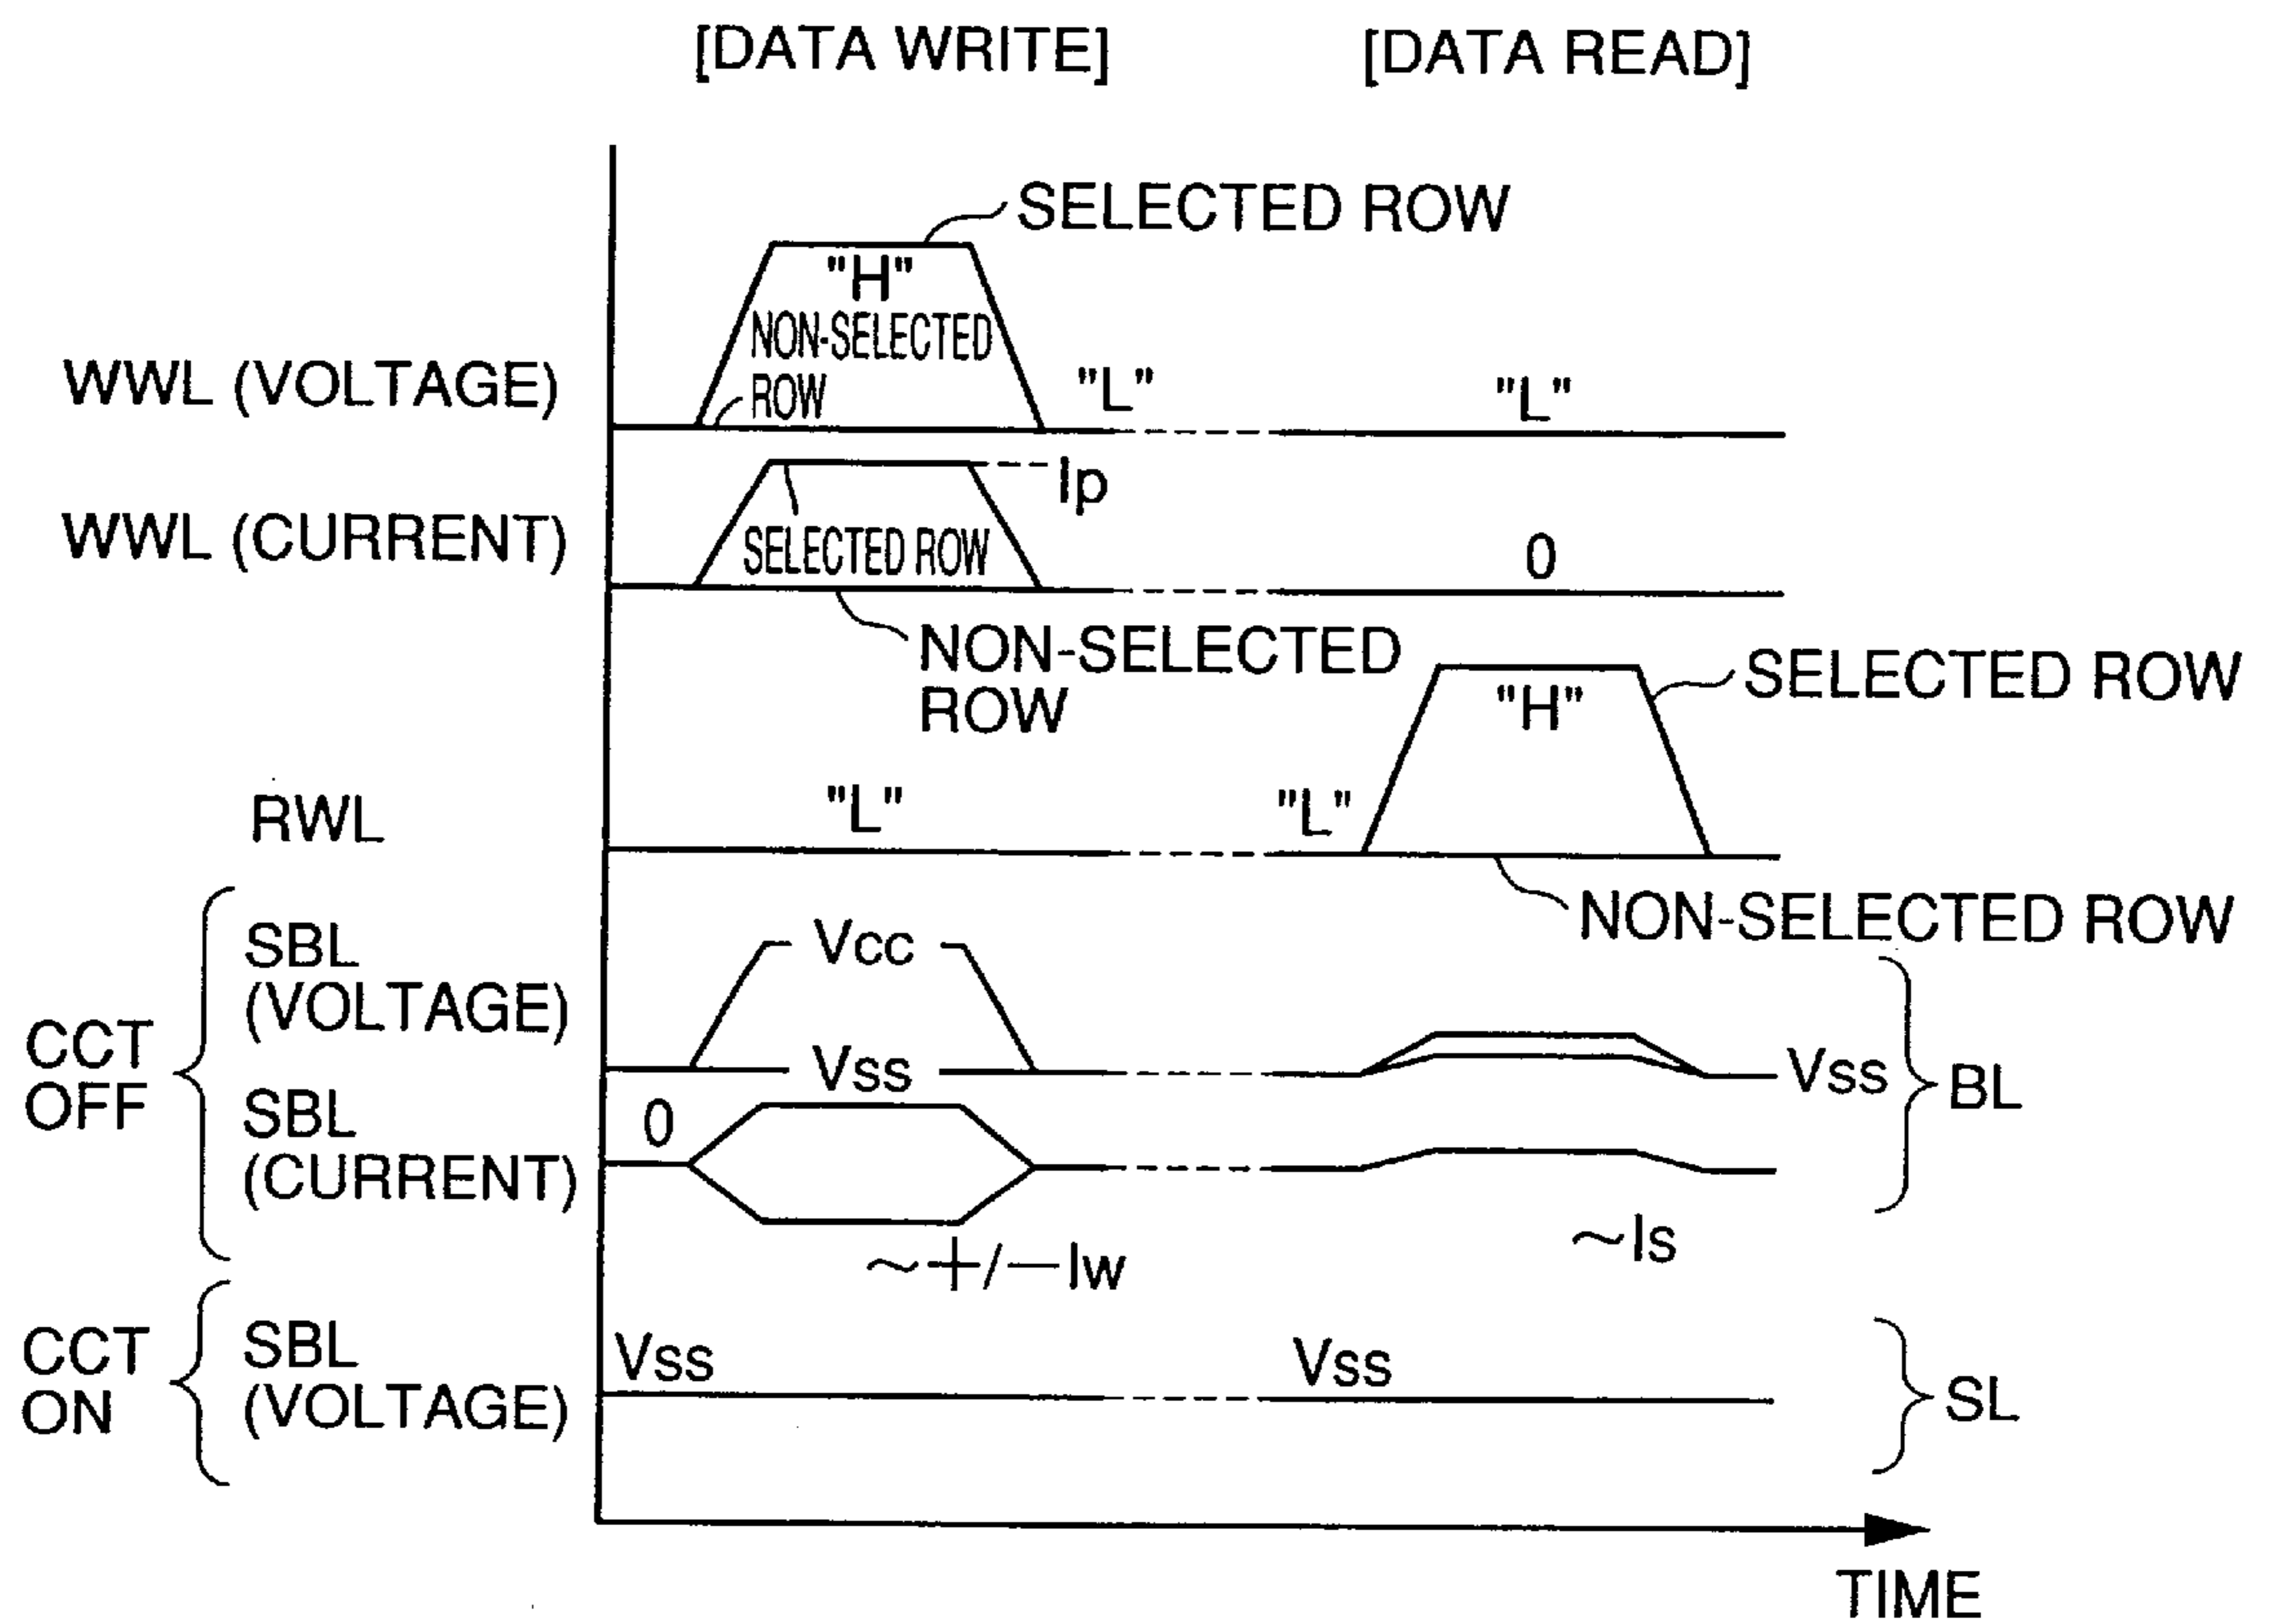 [DATA WRITE] [DATA READ]
SELECTED ROW
"H"
NON-SELECTED
ROW
WWL (VOLTAGE)
"L"
"L"
Ip
WWL (CURRENT)
SELECTED ROW
0
NON-SELECTED
ROW
SELECTED ROW
"H"
RWL
"L"
"L"
NON-SELECTED ROW
CCT
OFF
SBL
(VOLTAGE)
Vcc
Vss
Vss
BL
SBL
(CURRENT)
0
~+/—Iw
~Is
CCT
ON
SBL
(VOLTAGE)
Vss
Vss
SL
TIME